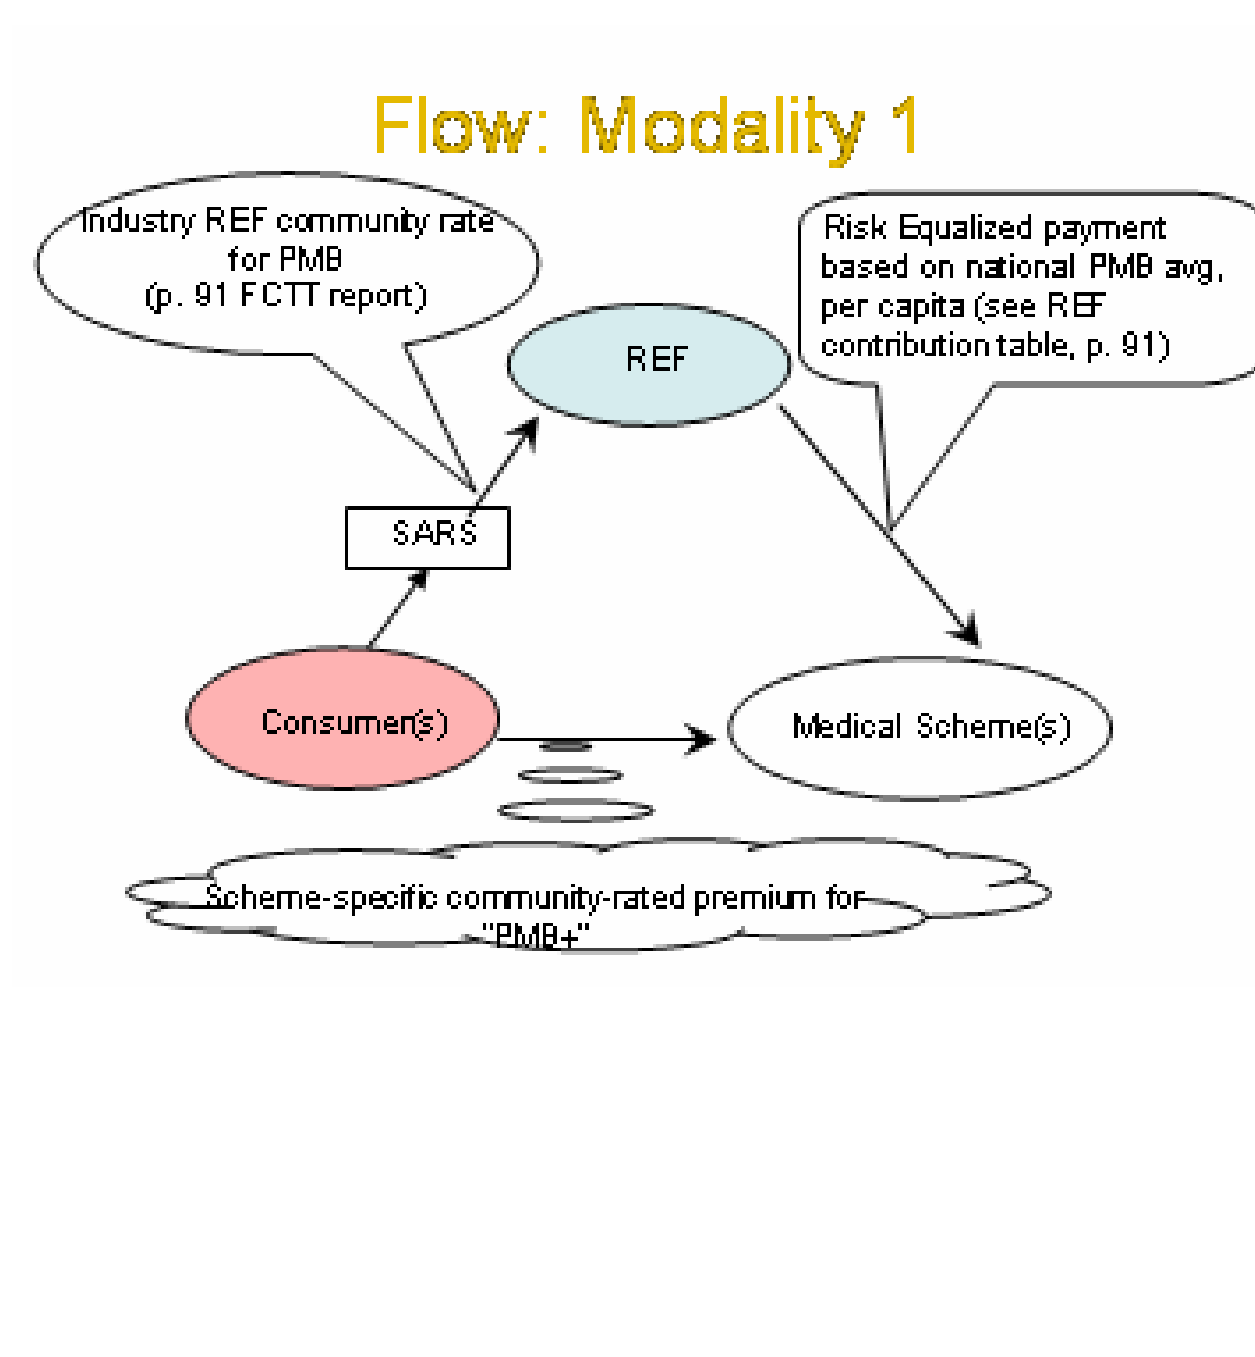 Flow: Modality 1
Industry REF community rate
for PMB
(p. 91 FCTT report)
Risk Equalized payment
based on national PMB avg,
per capita (see REF
contribution table, p. 91)
REF
SARS
Consumer(s)
Medical Scheme(s)
Scheme-specific community-rated premium for
"PMB+"